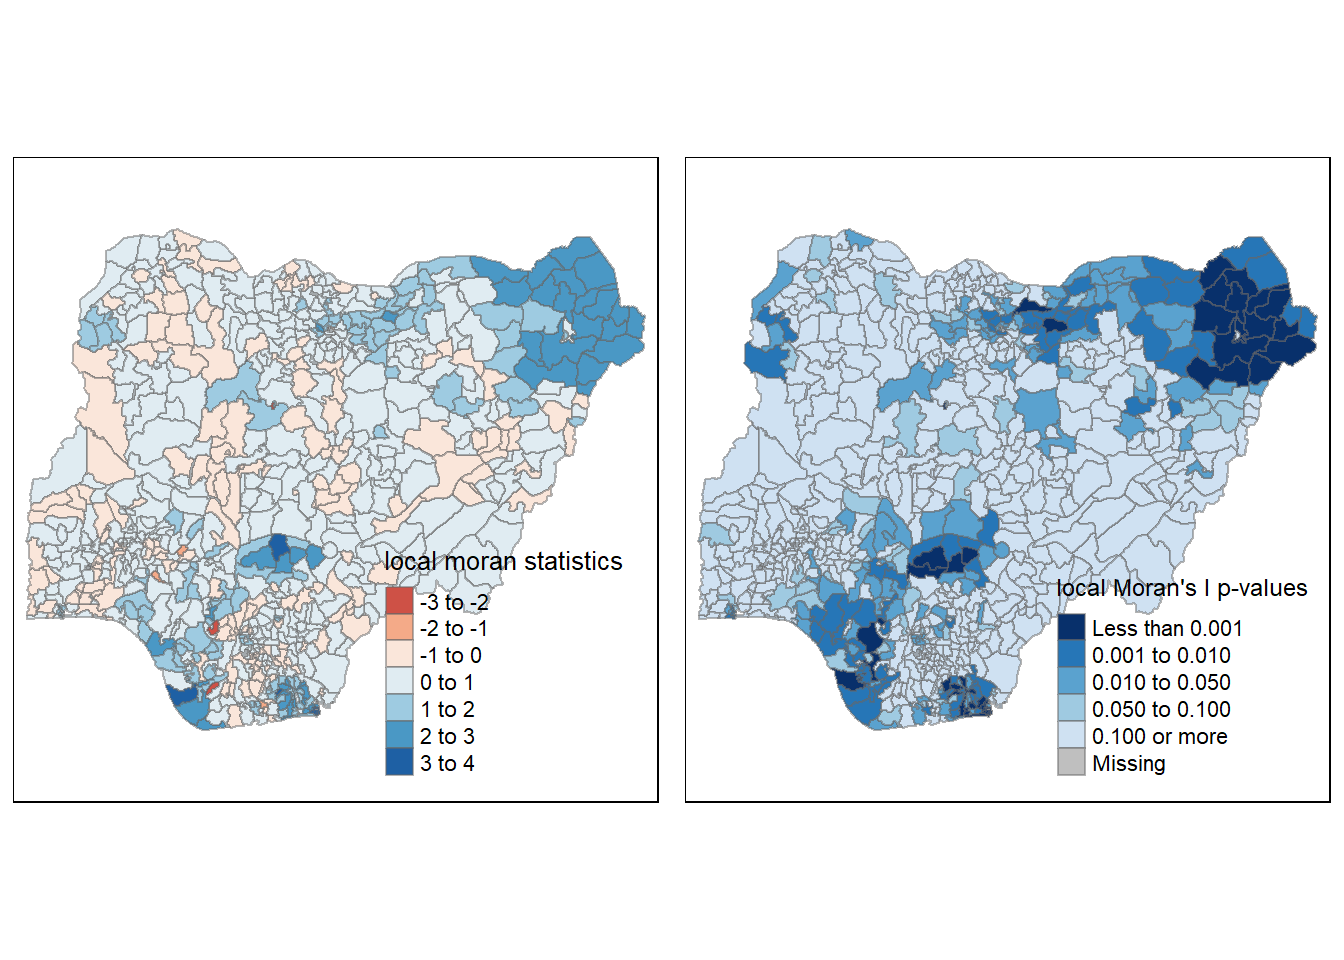 local moran statistics
-3 to -2
-2 to -1
-1 to 0
0 to 1
1 to 2
2 to 3
3 to 4
local Moran's I p-values
Less than 0.001
0.001 to 0.010
0.010 to 0.050
0.050 to 0.100
0.100 or more
Missing